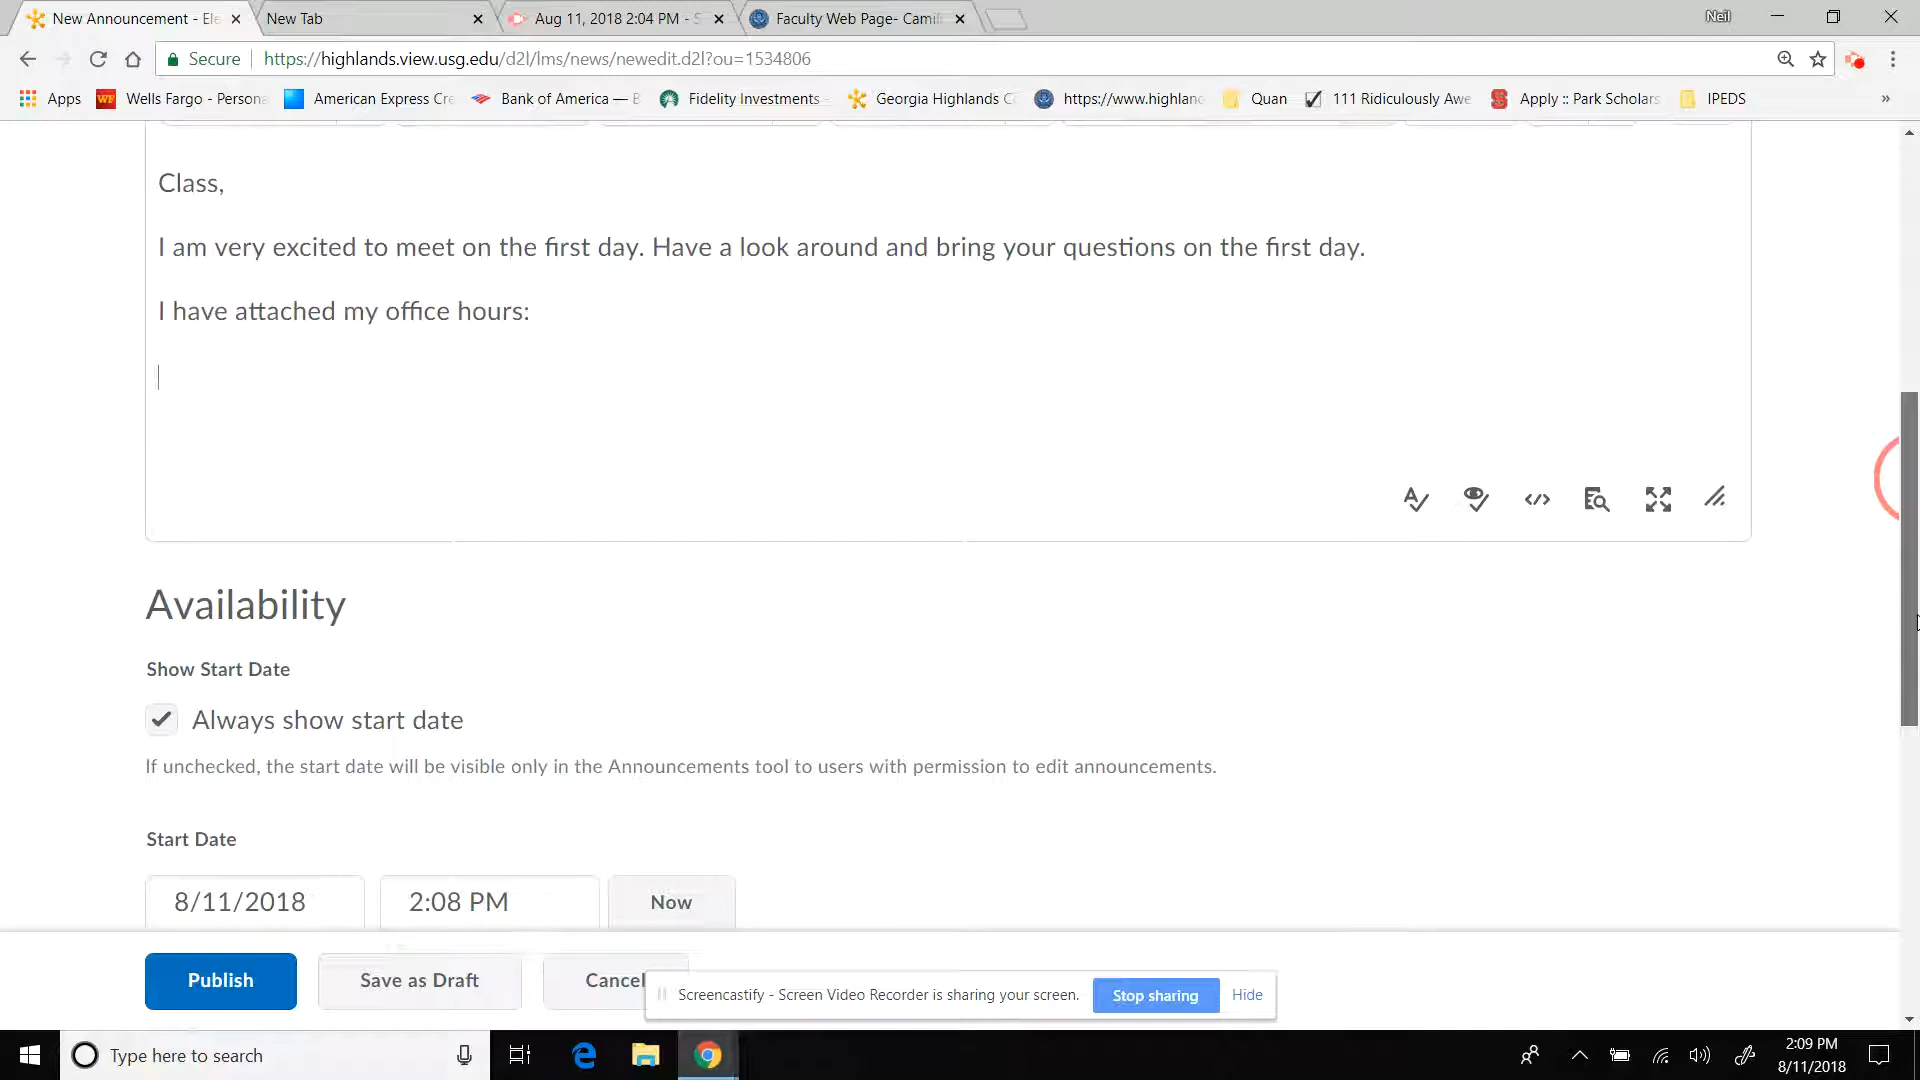 New Announcement - Ele
New Tab
Aug 11, 2018 2:04 PM - S
Faculty Web Page- Camil
Neil
Secure
https://highlands.view.usg.edu/d2l/lms/news/newedit.d2l?ou=1534806
Apps
Wells Fargo - Persona
American Express Cre
Bank of America — B
Fidelity Investments -
Georgia Highlands C
https://www.highlanc
Quan
111 Ridiculously Awe
Apply :: Park Scholars
IPEDS
»
Class,
I am very excited to meet on the first day. Have a look around and bring your questions on the first day.
I have attached my office hours:
Availability
Show Start Date
Always show start date
If unchecked, the start date will be visible only in the Announcements tool to users with permission to edit announcements.
Start Date
8/11/2018
2:08 PM
Now
Publish
Save as Draft
Cancel
Screencastify - Screen Video Recorder is sharing your screen.
Stop sharing
Hide
Type here to search
2:09 PM
8/11/2018